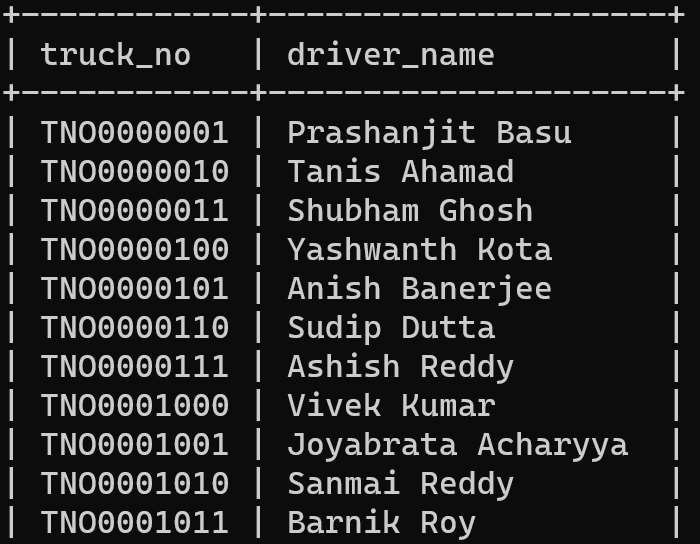 +------------+---------------------+
| truck_no   | driver_name         |
+------------+---------------------+
| TNO0000001 | Prashanjit Basu     |
| TNO0000010 | Tanis Ahamad        |
| TNO0000011 | Shubham Ghosh       |
| TNO0000100 | Yashwanth Kota      |
| TNO0000101 | Anish Banerjee      |
| TNO0000110 | Sudip Dutta         |
| TNO0000111 | Ashish Reddy        |
| TNO0001000 | Vivek Kumar         |
| TNO0001001 | Joyabrata Acharyya  |
| TNO0001010 | Sanmai Reddy        |
| TNO0001011 | Barnik Roy          |